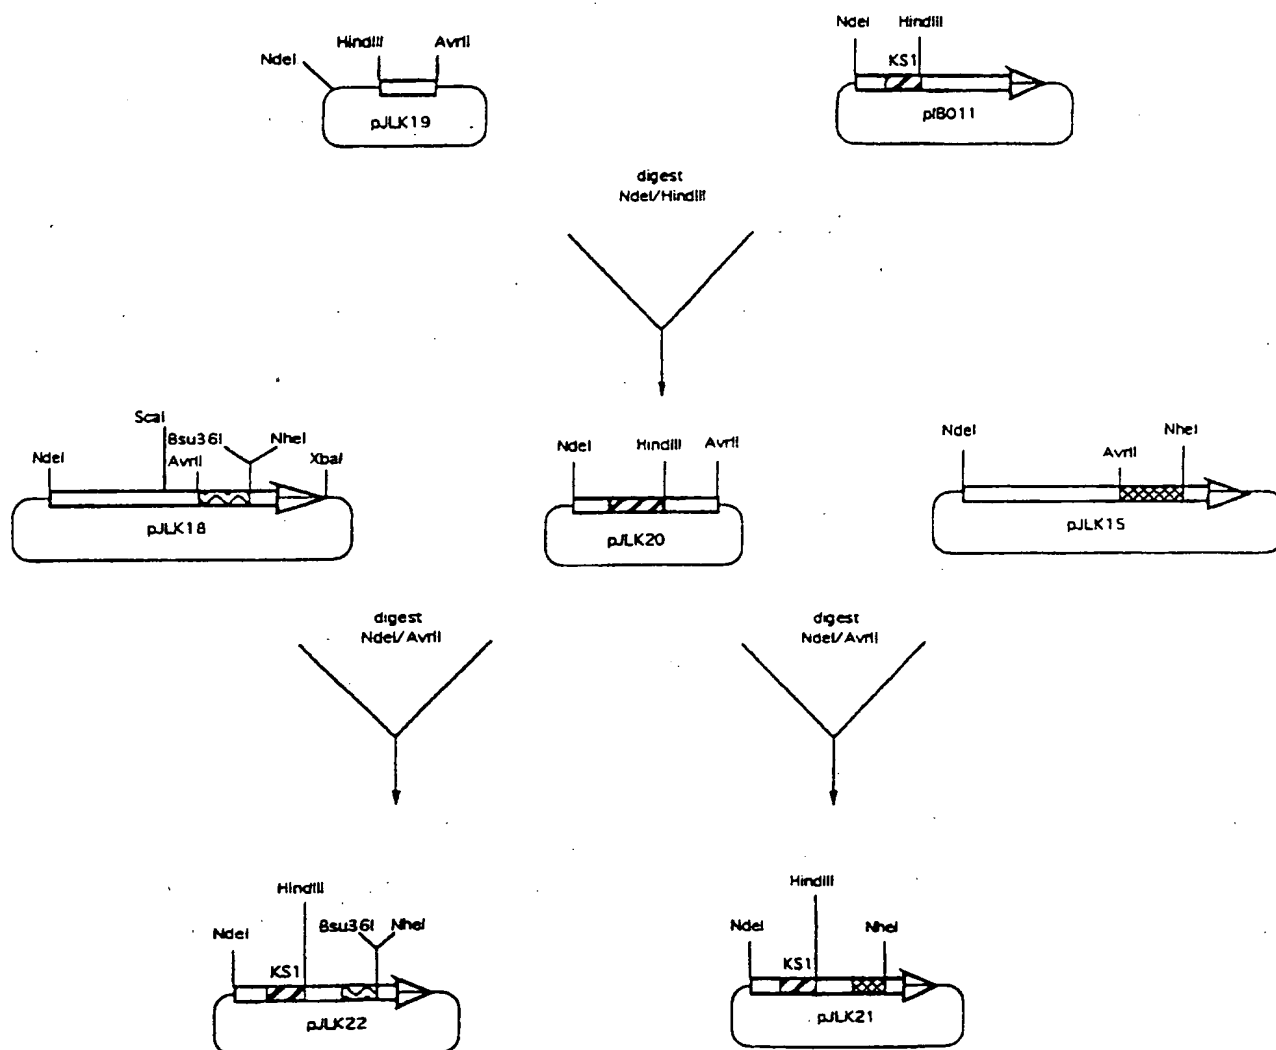 NdeI
HindIII
AvrII
pJLK19
NdeI
HindIII
KS1
pIB011
digest
NdeI/HindIII
NdeI
ScaI
AvrII
Bsu36I
NheI
XbaI
pJLK18
NdeI
HindIII
AvrII
pJLK20
NdeI
AvrII
NheI
pJLK15
digest
NdeI/AvrII
digest
NdeI/AvrII
NdeI
KS1
HindIII
Bsu36I
NheI
pJLK22
NdeI
KS1
HindIII
NheI
pJLK21